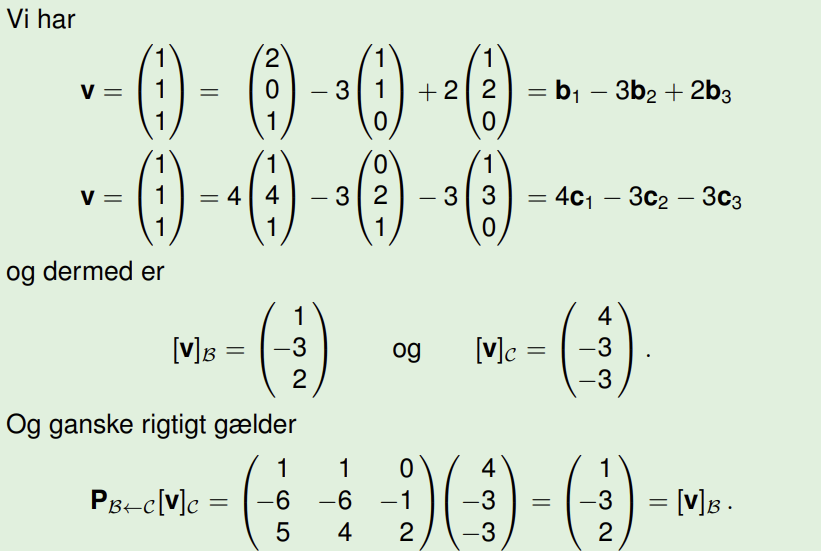 Vi har
v = (1 1 1) = (2 0 1) − 3 (1 1 0) + 2 (1 2 0) = b₁ − 3b₂ + 2b₃
v = (1 1 1) = 4 (1 4 1) − 3 (0 2 1) − 3 (1 3 0) = 4c₁ − 3c₂ − 3c₃
og dermed er
[v]_B = (1 −3 2) og [v]_C = (4 −3 −3) .
Og ganske rigtigt gælder
P_B←C[v]_C = (1 1 0 −6 −6 −1 5 4 2) (4 −3 −3) = (1 −3 2) = [v]_B .